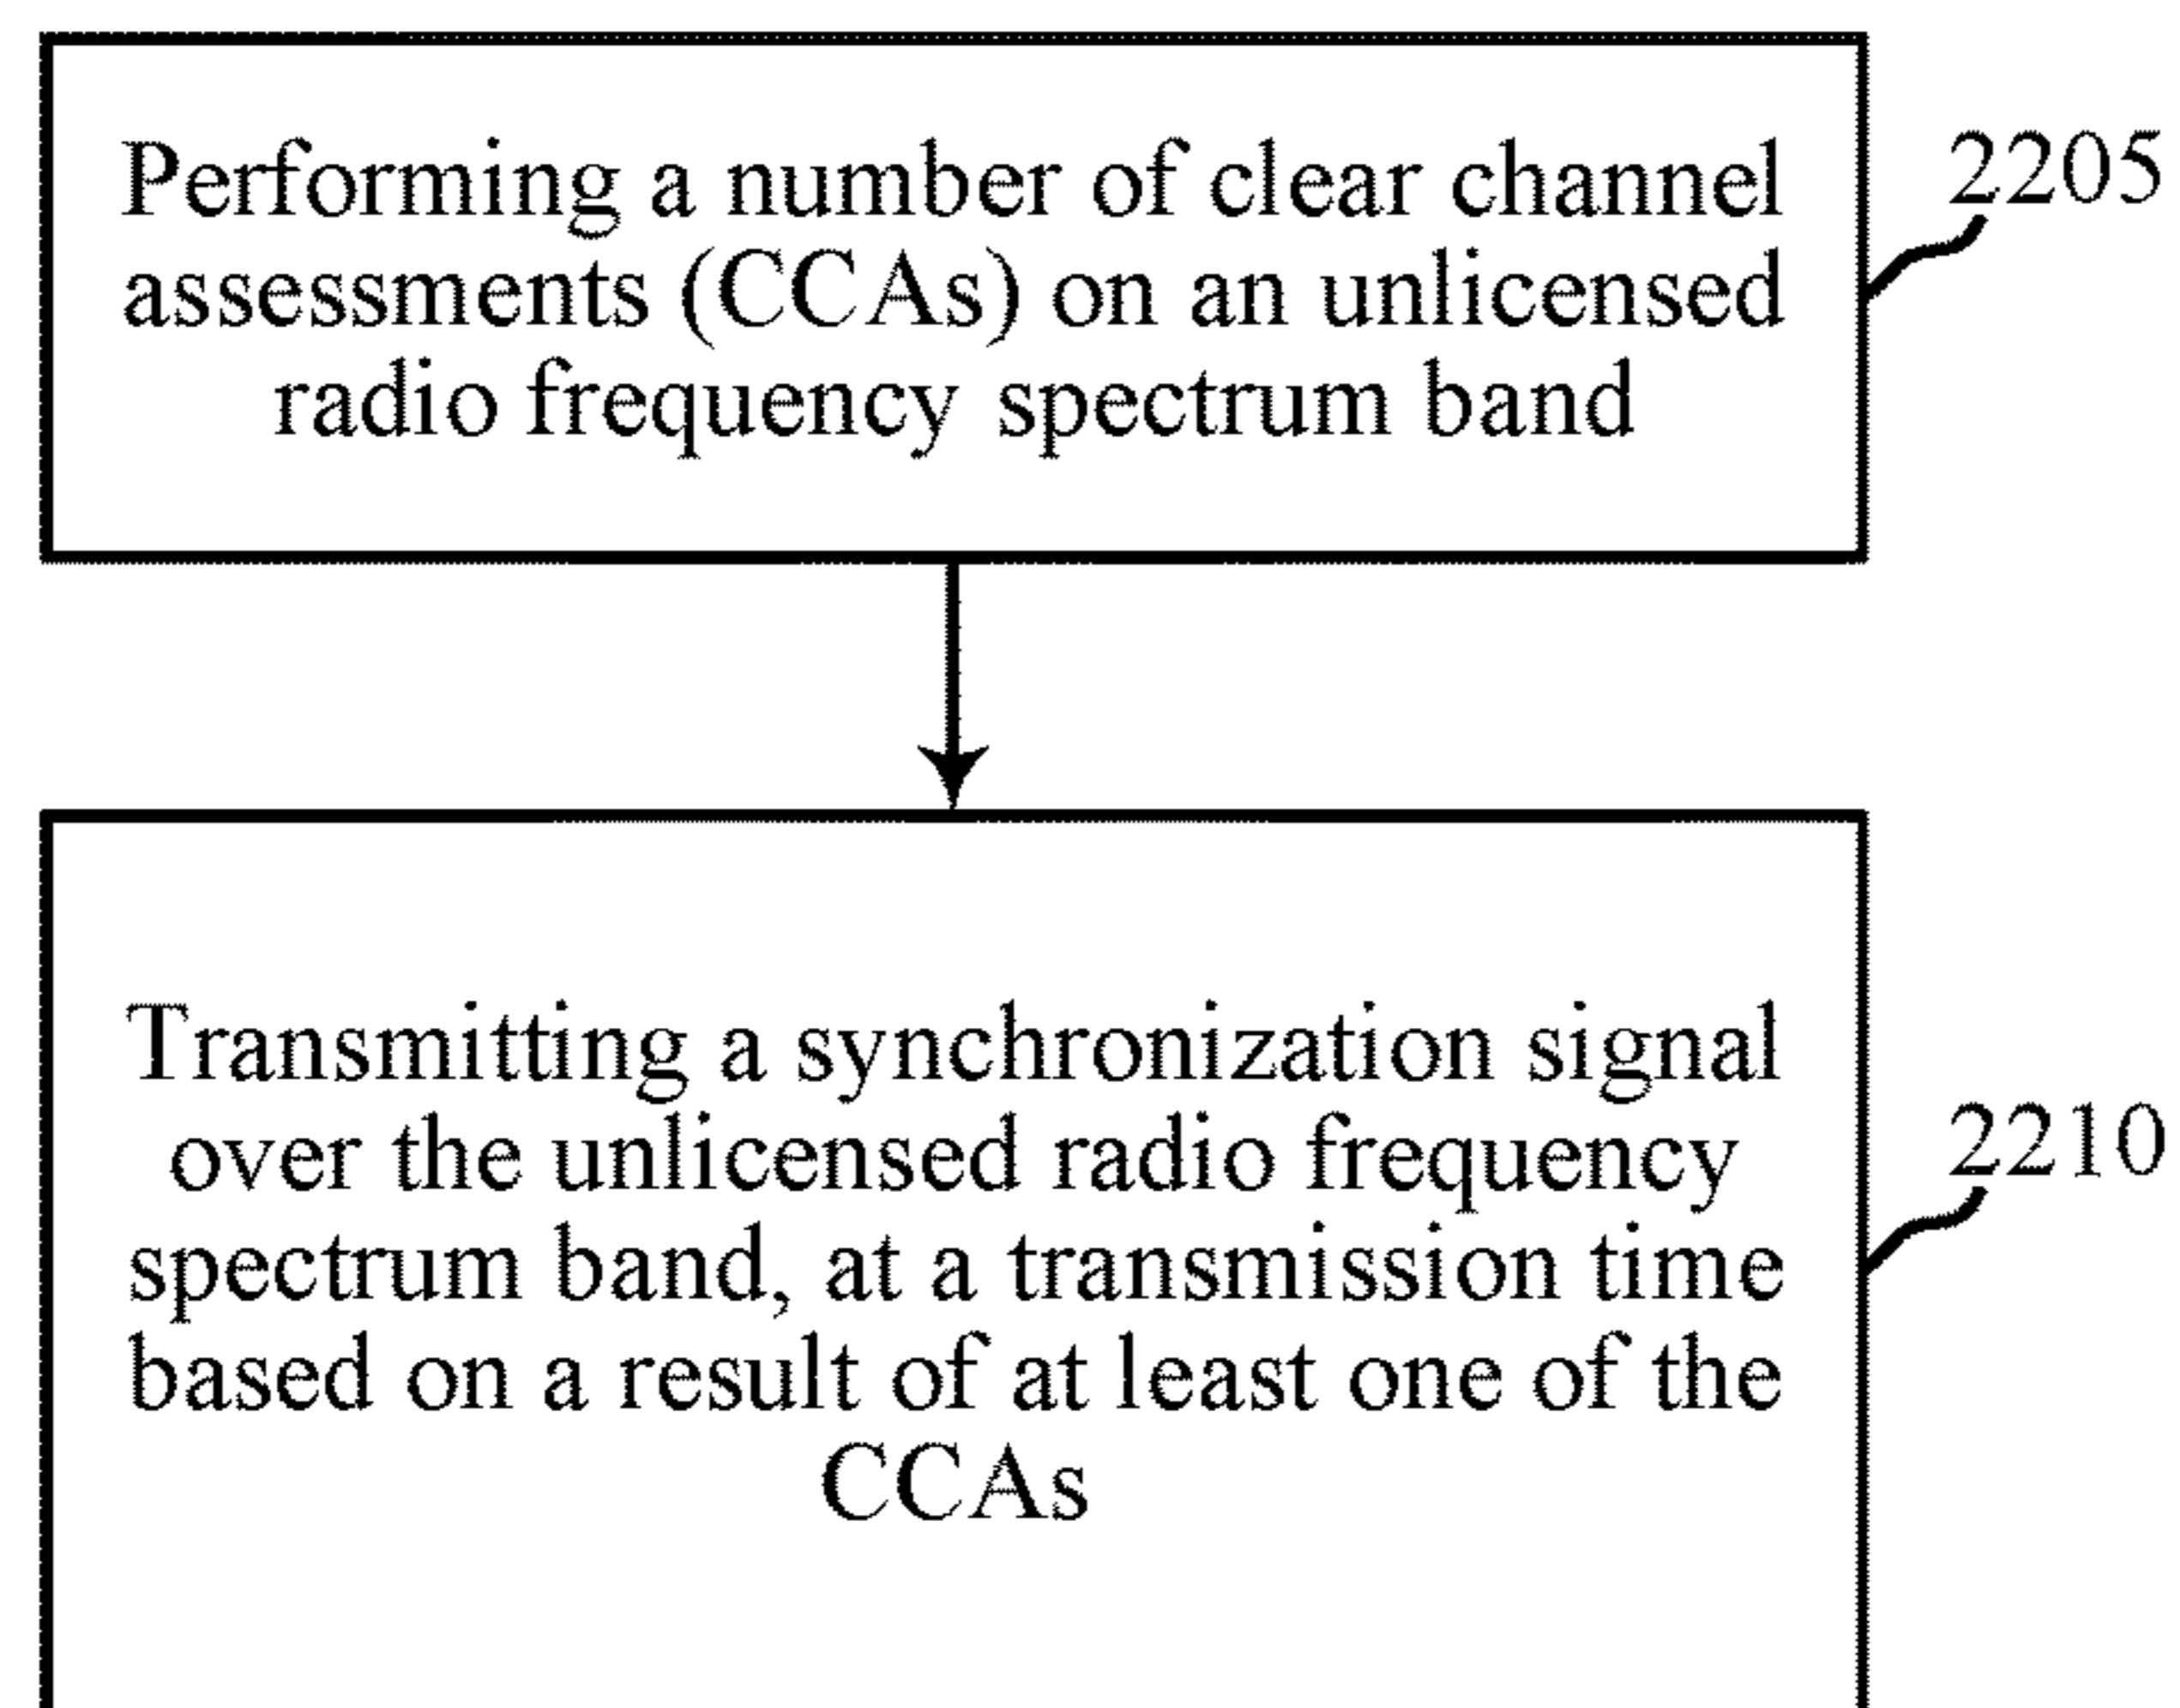 Performing a number of clear channel
assessments (CCAs) on an unlicensed
radio frequency spectrum band
2205
Transmitting a synchronization signal
over the unlicensed radio frequency
spectrum band, at a transmission time
based on a result of at least one of the
CCAs
2210